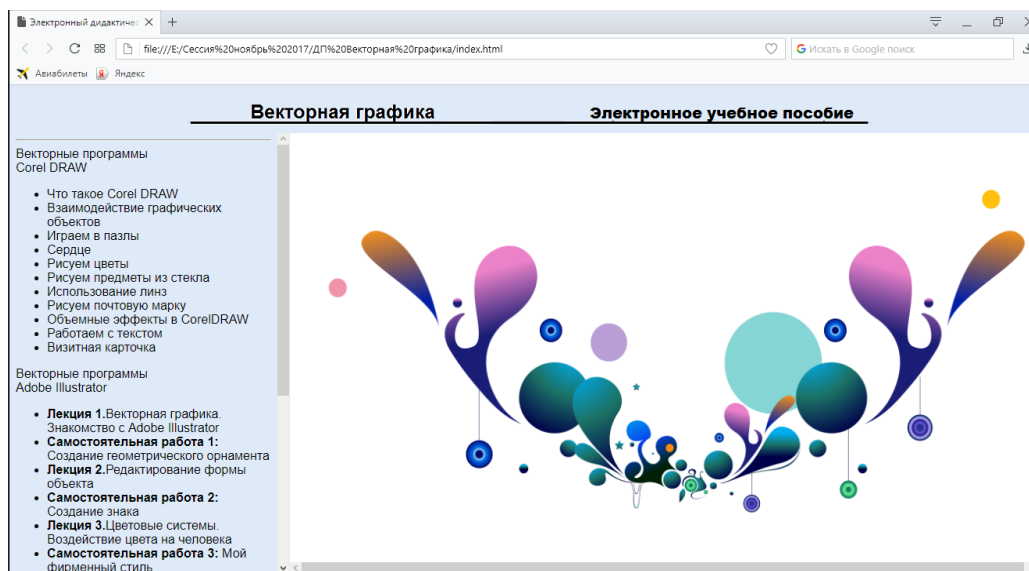 Электронный дидактичес
file:///E:/Сессия%20ноябрь%202017/ДП%20Векторная%20графика/index.html
Искать в Google поиск
Авиабилеты
Я Яндекс
Векторная графика
Электронное учебное пособие
Векторные программы
Corel DRAW
Что такое Corel DRAW
Взаимодействие графических
объектов
Играем в пазлы
Сердце
Рисуем цветы
Рисуем предметы из стекла
Использование линз
Рисуем почтовую марку
Объемные эффекты в CorelDRAW
Работаем с текстом
Визитная карточка
Векторные программы
Adobe Illustrator
Лекция 1.Векторная графика.
Знакомство с Adobe Illustrator
Самостоятельная работа 1:
Создание геометрического орнамента
Лекция 2.Редактирование формы
объекта
Самостоятельная работа 2:
Создание знака
Лекция 3.Цветовые системы.
Воздействие цвета на человека
Самостоятельная работа 3: Мой
фирменный стиль